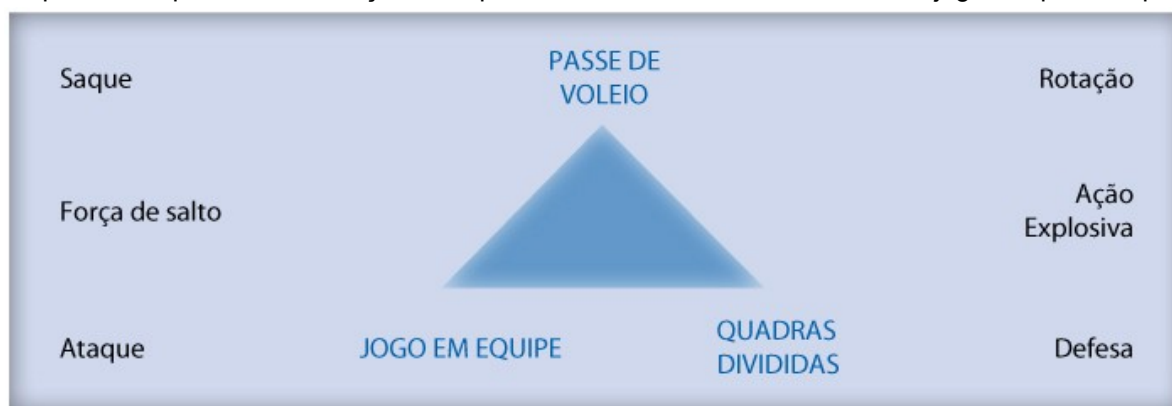 Saque
PASSE DE
VOLEIO
Rotação
Força de salto
Ação
Explosiva
Ataque
JOGO EM EQUIPE
QUADRAS
DIVIDIDAS
Defesa